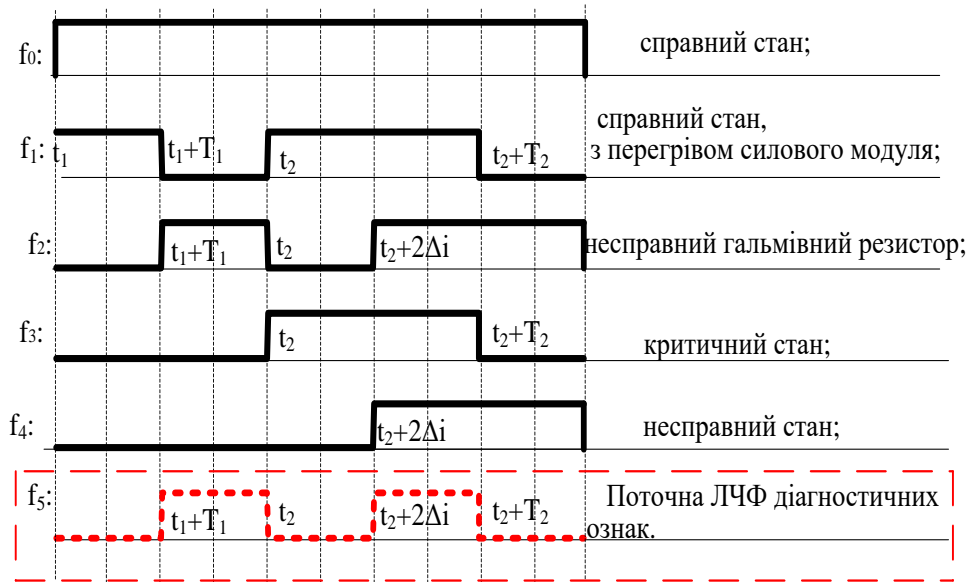 f0: справний стан;
справний стан,
f1: t1 t1+T1 t2 t2+T2 з перегрівом силового модуля;
f2: t1+T1 t2 t2+2Δi несправний гальмівний резистор;
f3: t2 t2+T2 критичний стан;
f4: t2+2Δi несправний стан;
f5: Поточна ЛЧФ діагностичних
t1+T1 t2 t2+2Δi t2+T2 ознак.